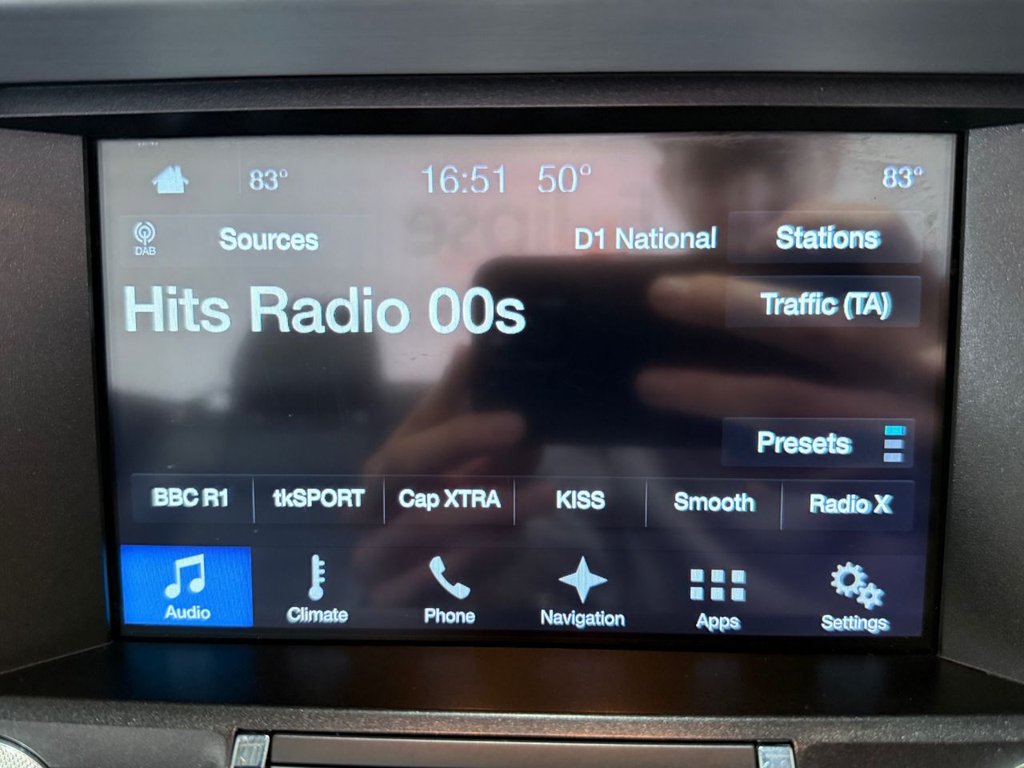 83° 16:51 50° 83°
DAB Sources D1 National Stations
Hits Radio 00s Traffic (TA)
Presets
BBC R1 tkSPORT Cap XTRA KISS Smooth Radio X
Audio Climate Phone Navigation Apps Settings